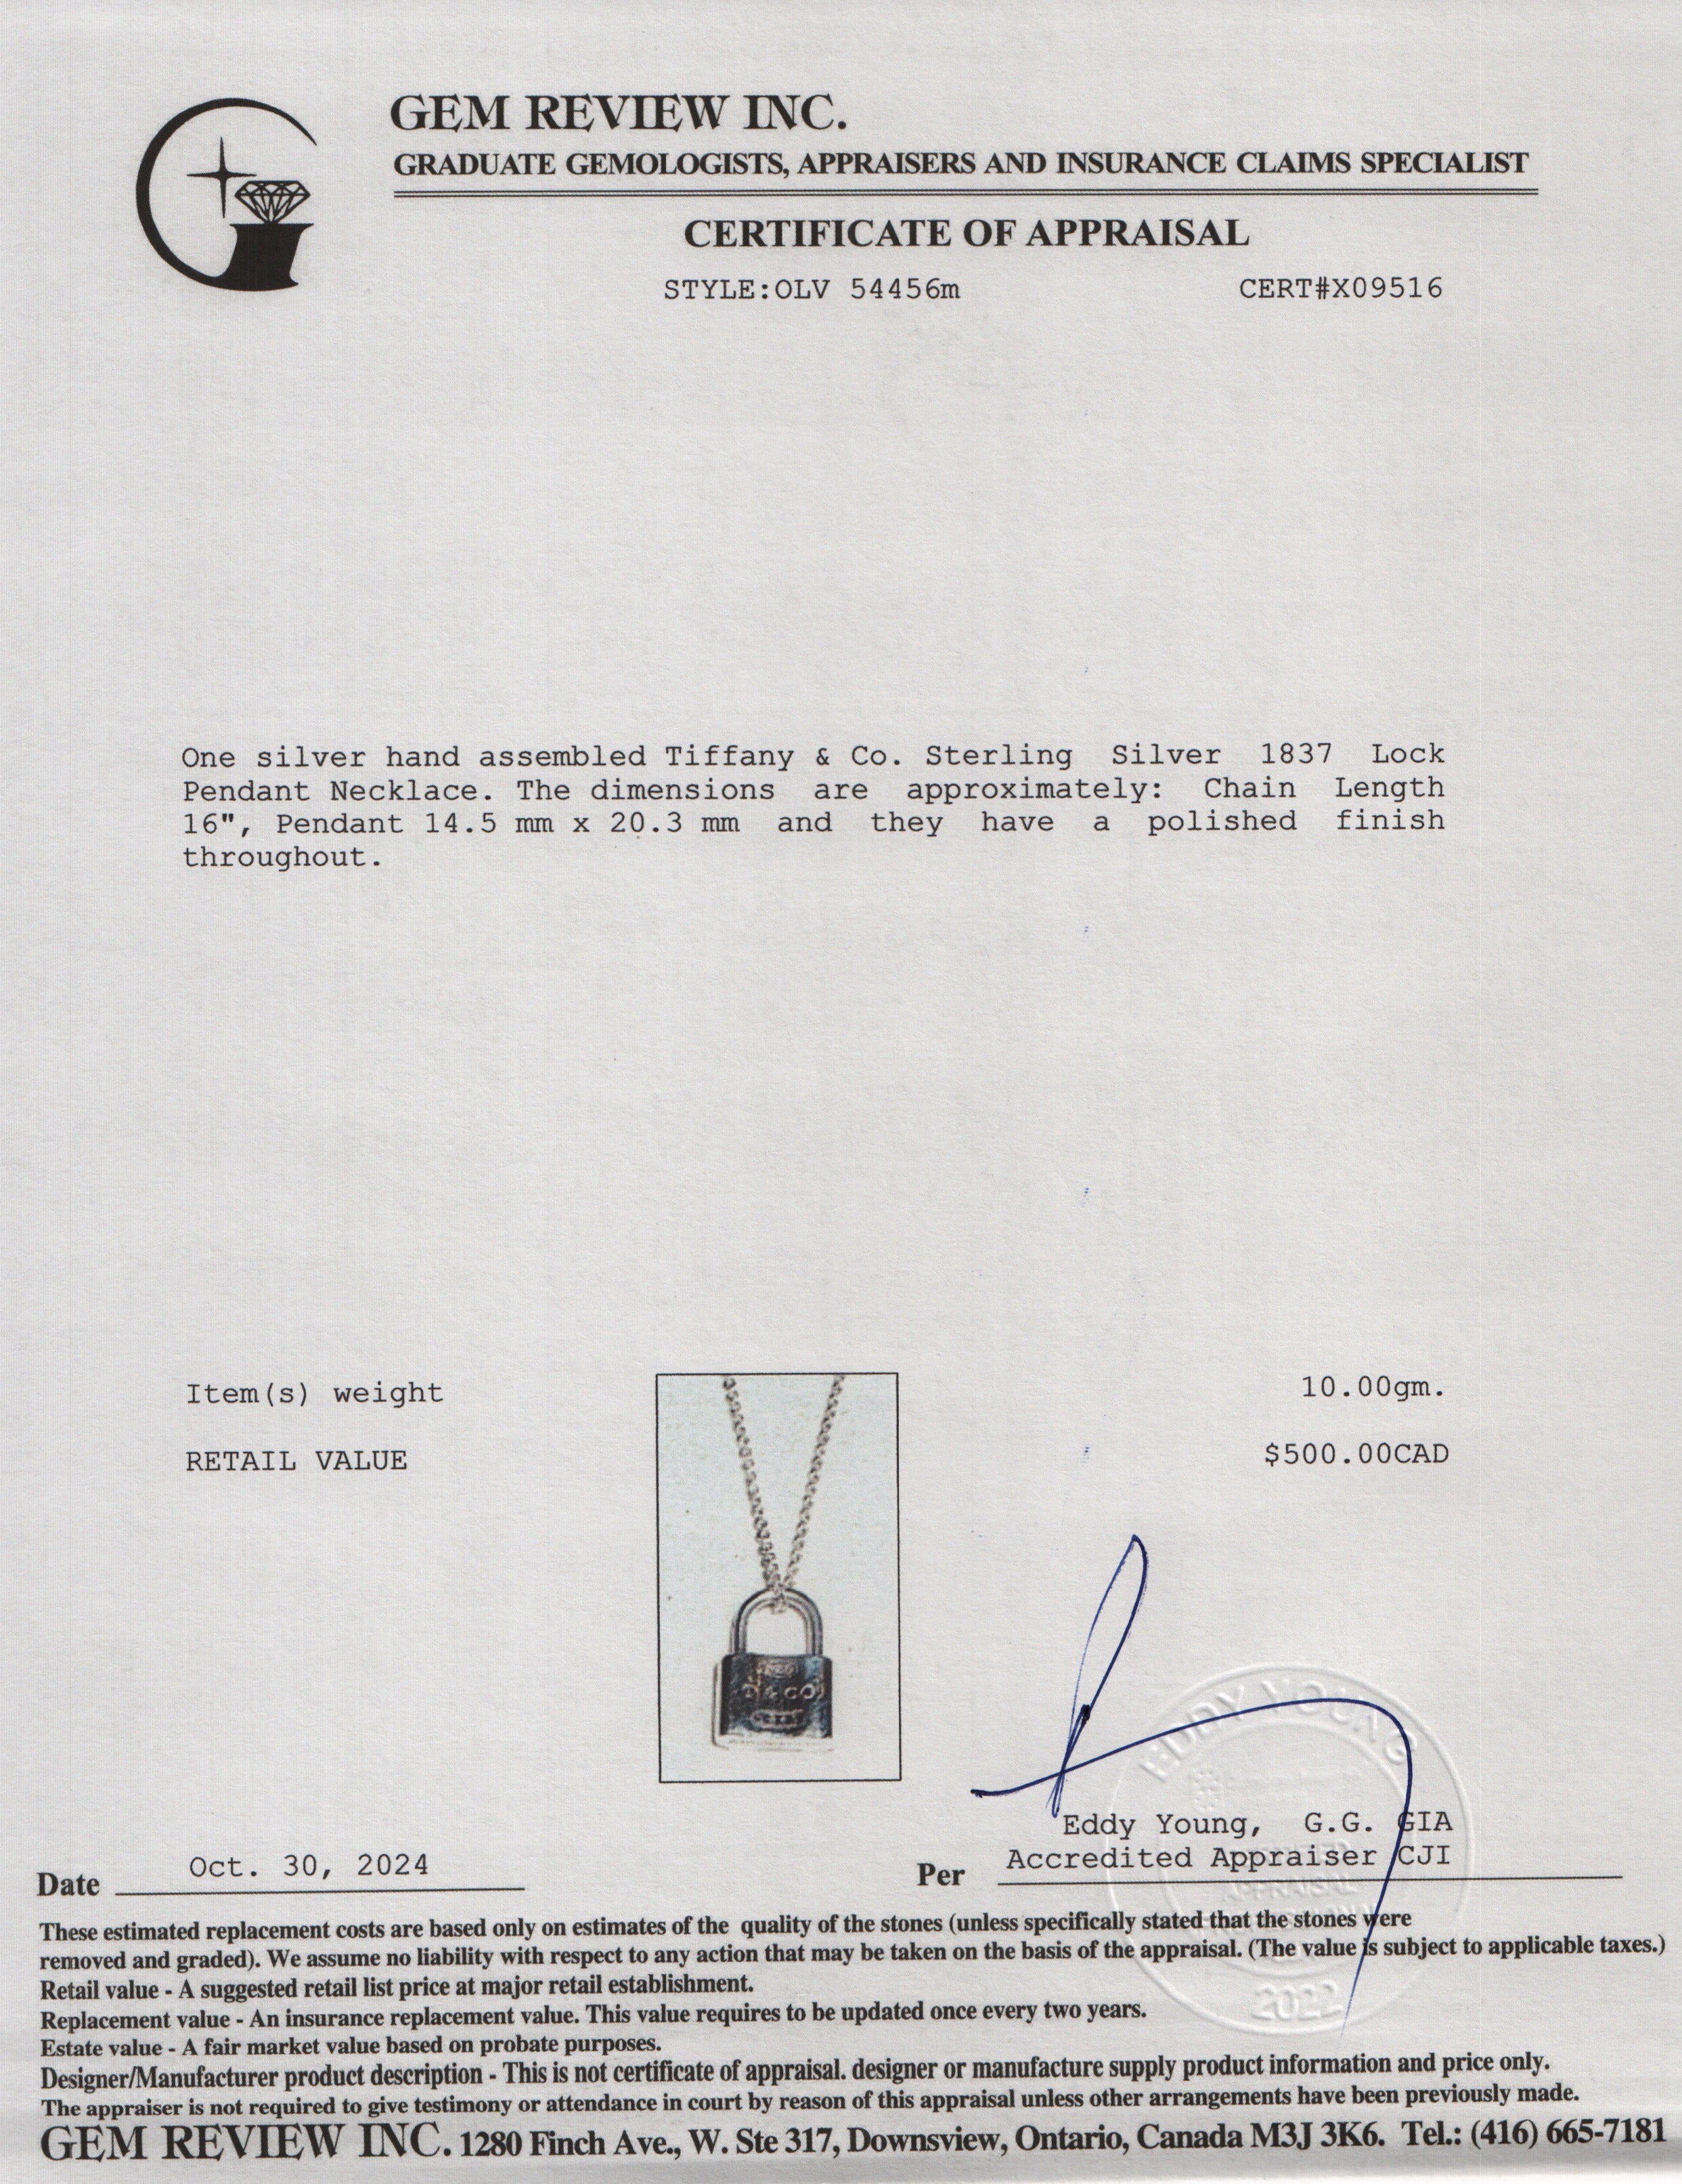 GEM REVIEW INC.
GRADUATE GEMOLOGISTS, APPRAISERS AND INSURANCE CLAIMS SPECIALIST
CERTIFICATE OF APPRAISAL
STYLE:OLV 54456m CERT#X09516
One silver hand assembled Tiffany & Co. Sterling Silver 1837 Lock
Pendant Necklace. The dimensions are approximately: Chain Length
16", Pendant 14.5 mm x 20.3 mm and they have a polished finish
throughout.
Item(s) weight 10.00gm.
RETAIL VALUE $500.00CAD
T&CO
EDDY YOUNG
Eddy Young, G.G. GIA
Date Oct. 30, 2024 Per Accredited Appraiser CJI
APPRAISAL
2022
These estimated replacement costs are based only on estimates of the quality of the stones (unless specifically stated that the stones were
removed and graded). We assume no liability with respect to any action that may be taken on the basis of the appraisal. (The value is subject to applicable taxes.)
Retail value - A suggested retail list price at major retail establishment.
Replacement value - An insurance replacement value. This value requires to be updated once every two years.
Estate value - A fair market value based on probate purposes.
Designer/Manufacturer product description - This is not certificate of appraisal. designer or manufacture supply product information and price only.
The appraiser is not required to give testimony or attendance in court by reason of this appraisal unless other arrangements have been previously made.
GEM REVIEW INC. 1280 Finch Ave., W. Ste 317, Downsview, Ontario, Canada M3J 3K6. Tel.: (416) 665-7181